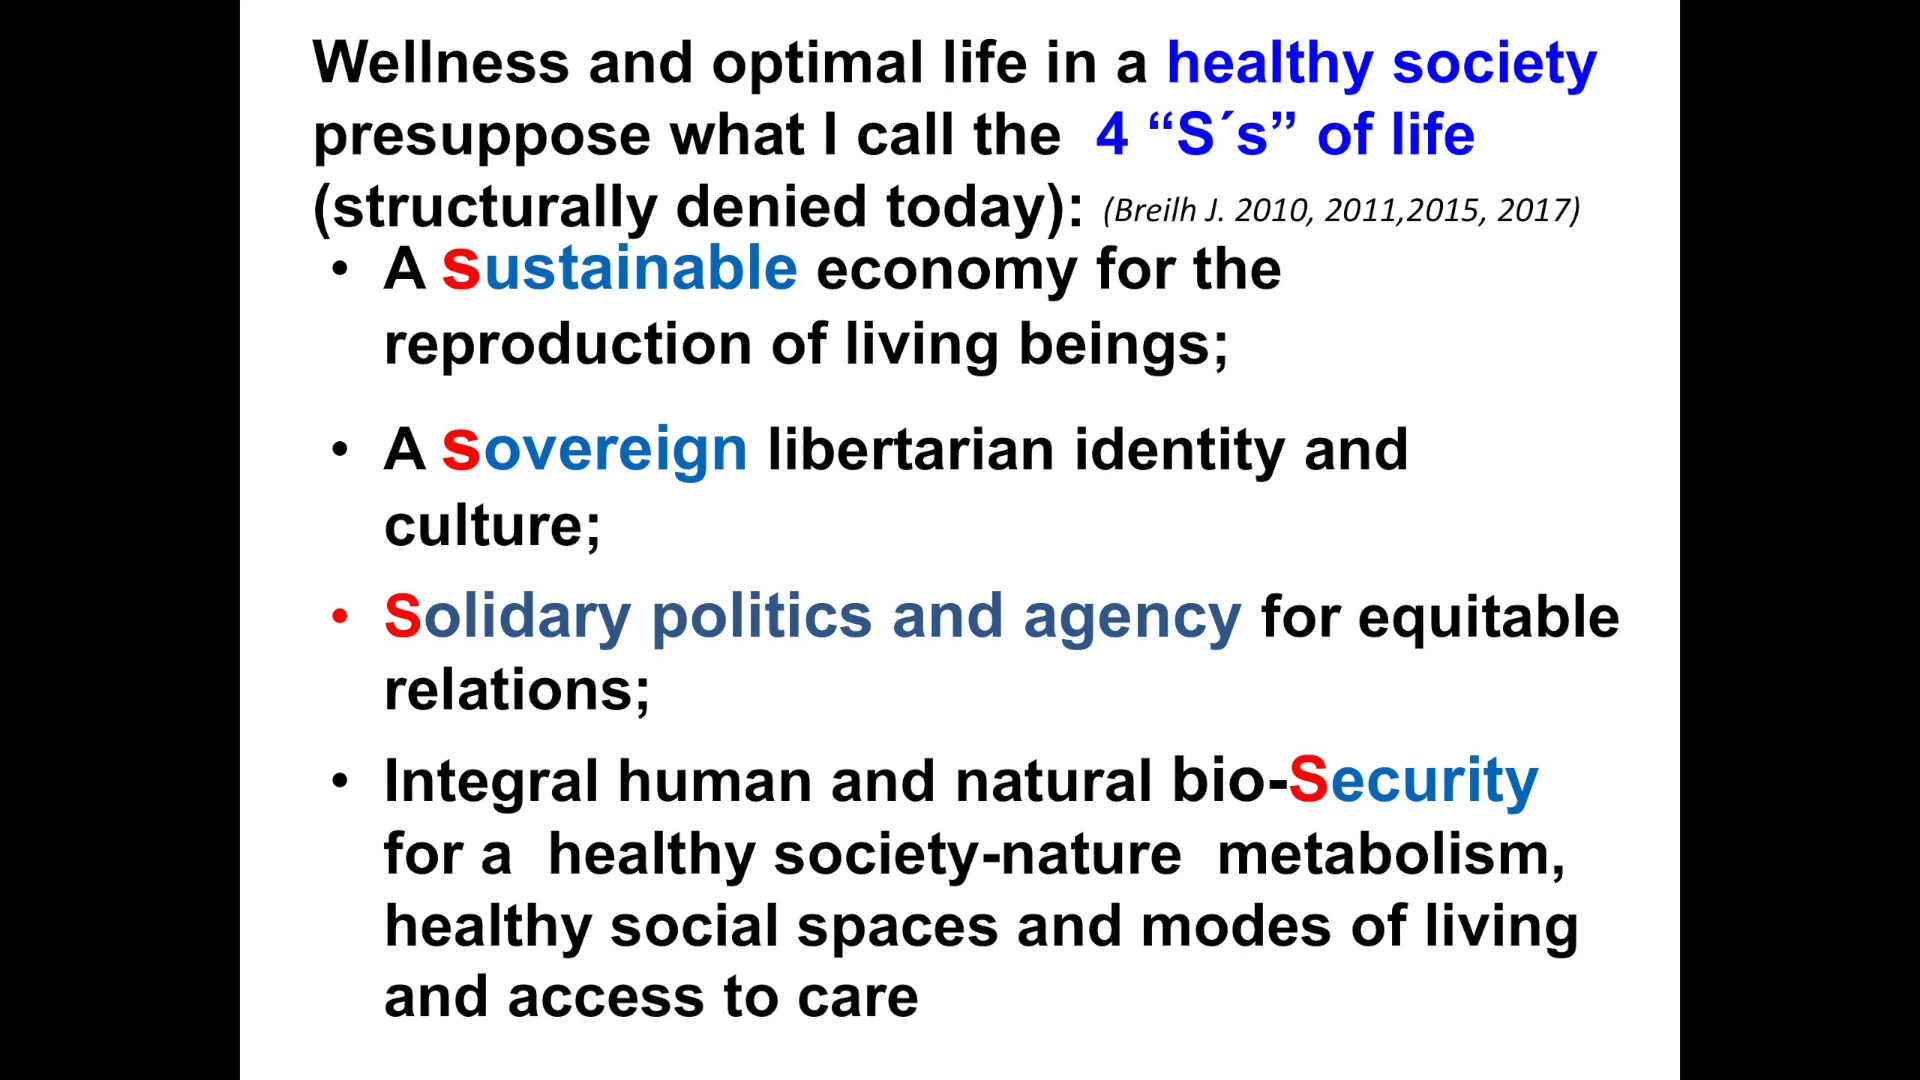 Wellness and optimal life in a healthy society
presuppose what I call the 4 “S´s” of life
(structurally denied today): (Breilh J. 2010, 2011,2015, 2017)
• A sustainable economy for the
reproduction of living beings;
• A sovereign libertarian identity and
culture;
• Solidary politics and agency for equitable
relations;
• Integral human and natural bio-Security
for a healthy society-nature metabolism,
healthy social spaces and modes of living
and access to care